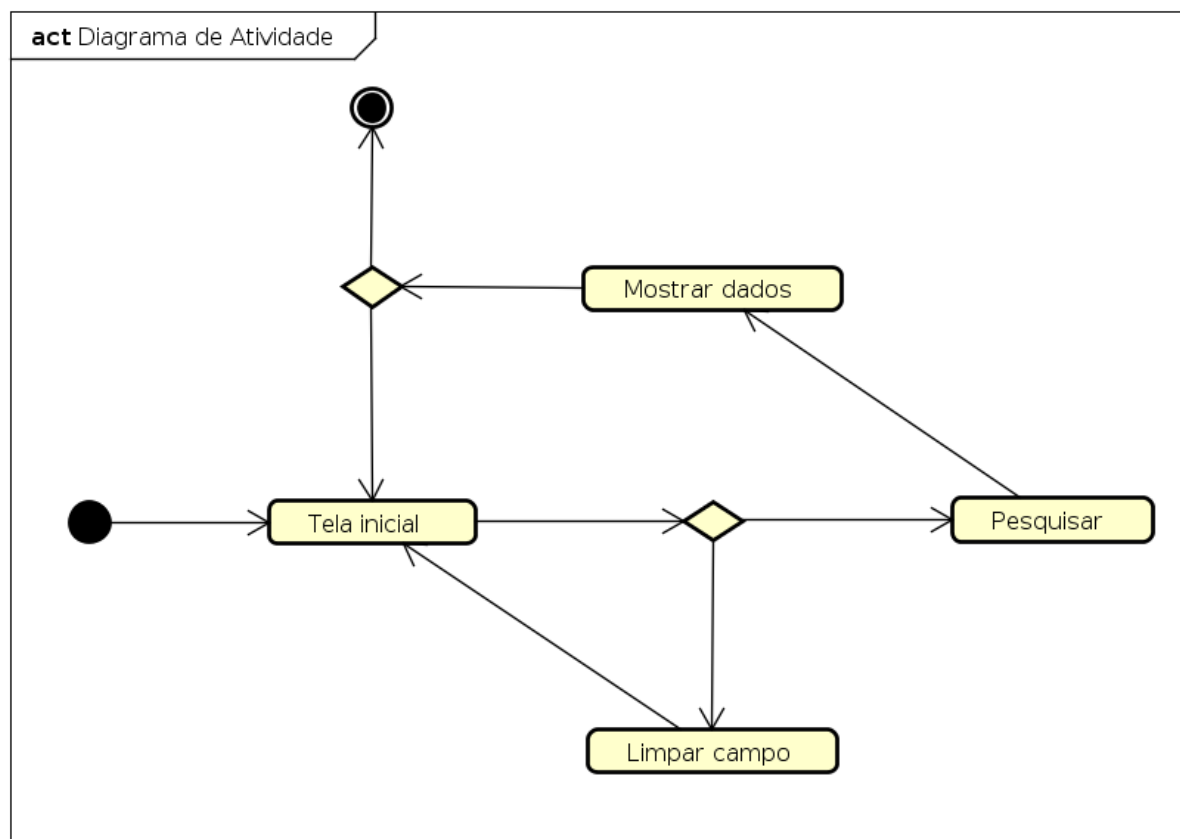 act Diagrama de Atividade
Mostrar dados
Tela inicial
Pesquisar
Limpar campo